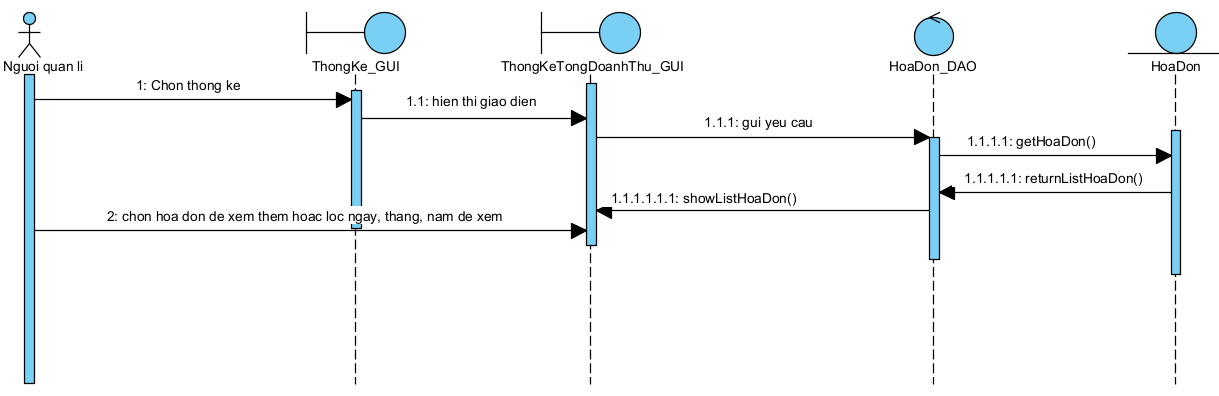 Nguoi quan li
ThongKe_GUI
ThongKeTongDoanhThu_GUI
HoaDon_DAO
HoaDon
1: Chon thong ke
1.1: hien thi giao dien
1.1.1: gui yeu cau
1.1.1.1: getHoaDon()
1.1.1.1.1: returnListHoaDon()
1.1.1.1.1.1: showListHoaDon()
2: chon hoa don de xem them hoac loc ngay, thang, nam de xem